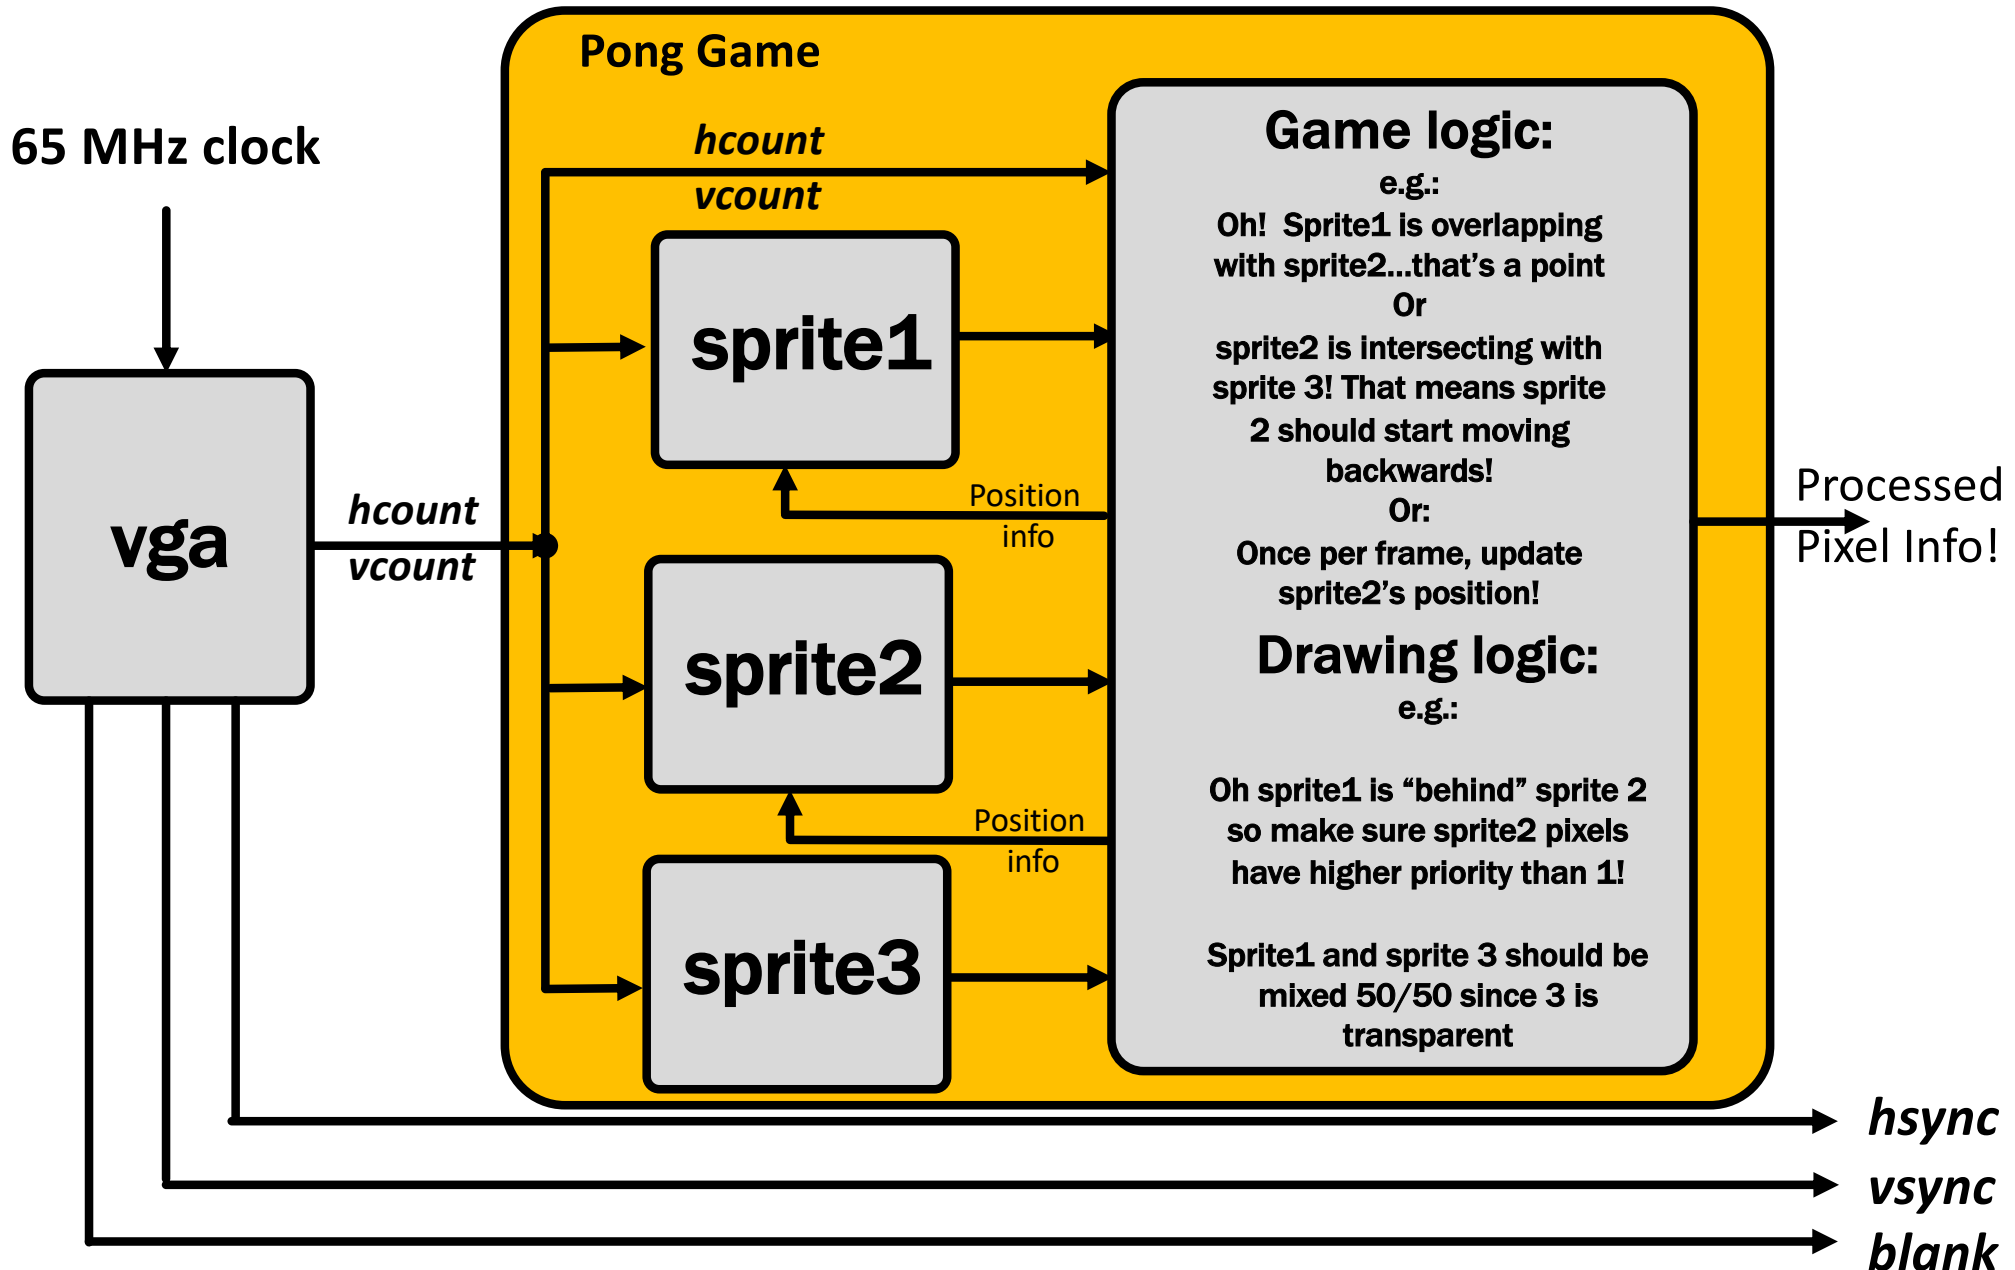 Pong Game
65 MHz clock
hcount
vcount
vga
hcount
vcount
sprite1
Position
info
sprite2
Position
info
sprite3
Game logic:
e.g.:
Oh!  Sprite1 is overlapping
with sprite2...that's a point
Or
sprite2 is intersecting with
sprite 3! That means sprite
2 should start moving
backwards!
Or:
Once per frame, update
sprite2's position!
Drawing logic:
e.g.:
Oh sprite1 is “behind” sprite 2
so make sure sprite2 pixels
have higher priority than 1!
Sprite1 and sprite 3 should be
mixed 50/50 since 3 is
transparent
Processed
Pixel Info!
hsync
vsync
blank